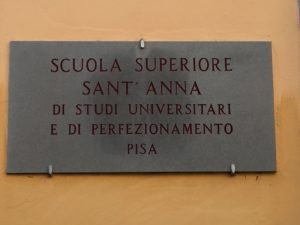 SCUOLA SUPERIORE
SANT' ANNA
DI STUDI UNIVERSITARI
E DI PERFEZIONAMENTO
PISA